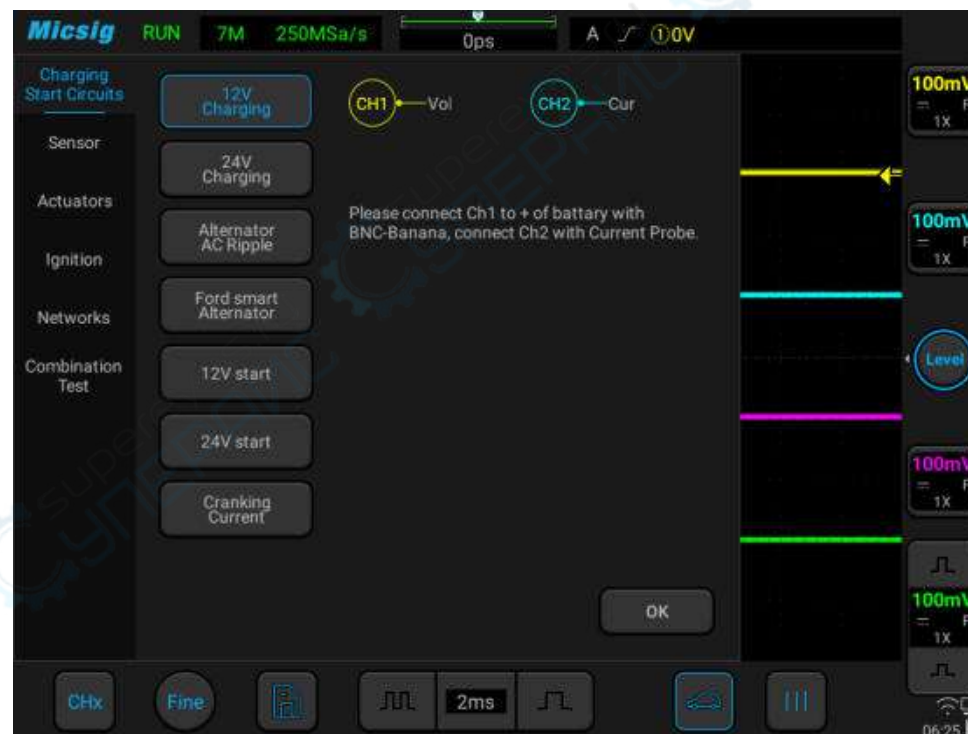 Micsig RUN 7M 250MSa/s 0ps A ①0V
Charging
Start Circuits
Sensor
Actuators
Ignition
Networks
Combination
Test
12V
Charging
24V
Charging
Alternator
AC Ripple
Ford smart
Alternator
12V start
24V start
Cranking
Current
CH1 Vol CH2 Cur
Please connect Ch1 to + of battary with
BNC-Banana, connect Ch2 with Current Probe.
OK
100mV
F
1X
100mV
F
1X
Level
100mV
F
1X
100mV
F
1X
CHx Fine 2ms
06:25
supereprice
СУПЕРПРАЙС